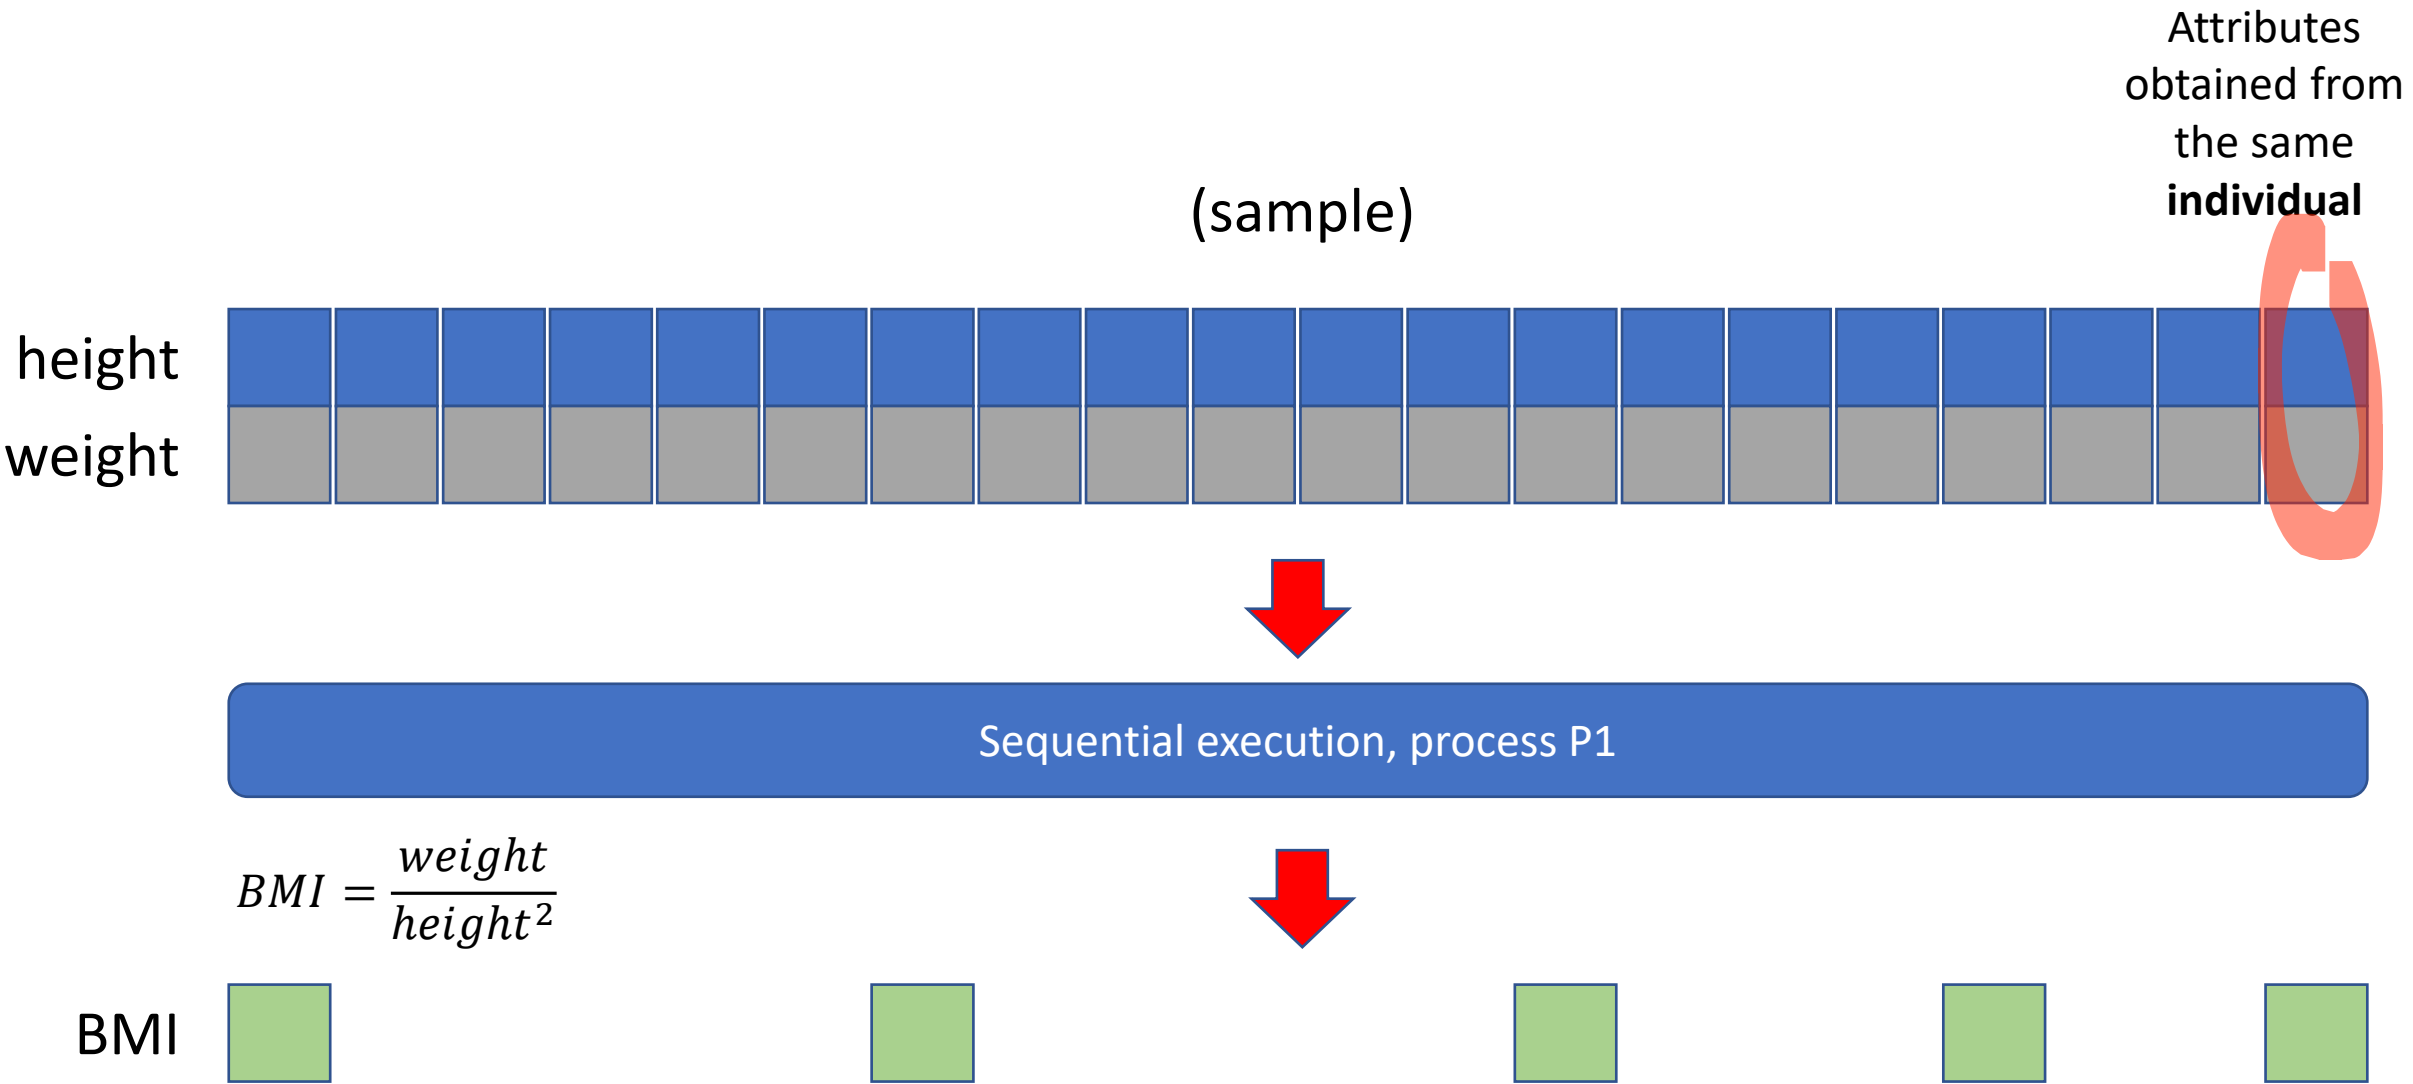 Attributes
obtained from
the same
individual
(sample)
height
weight
Sequential execution, process P1
BMI = weight / height²
BMI